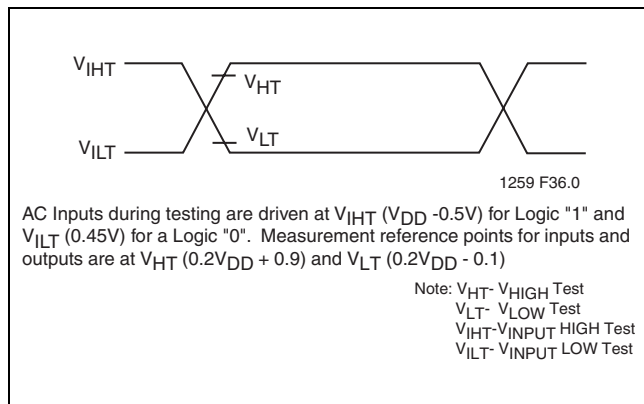 VIHT
VHT
VLT
VILT
1259 F36.0
AC Inputs during testing are driven at VIHT (VDD -0.5V) for Logic "1" and
VILT (0.45V) for a Logic "0". Measurement reference points for inputs and
outputs are at VHT (0.2VDD + 0.9) and VLT (0.2VDD - 0.1)
Note: VHT- VHIGH Test
VLT- VLOW Test
VIHT-VINPUT HIGH Test
VILT- VINPUT LOW Test